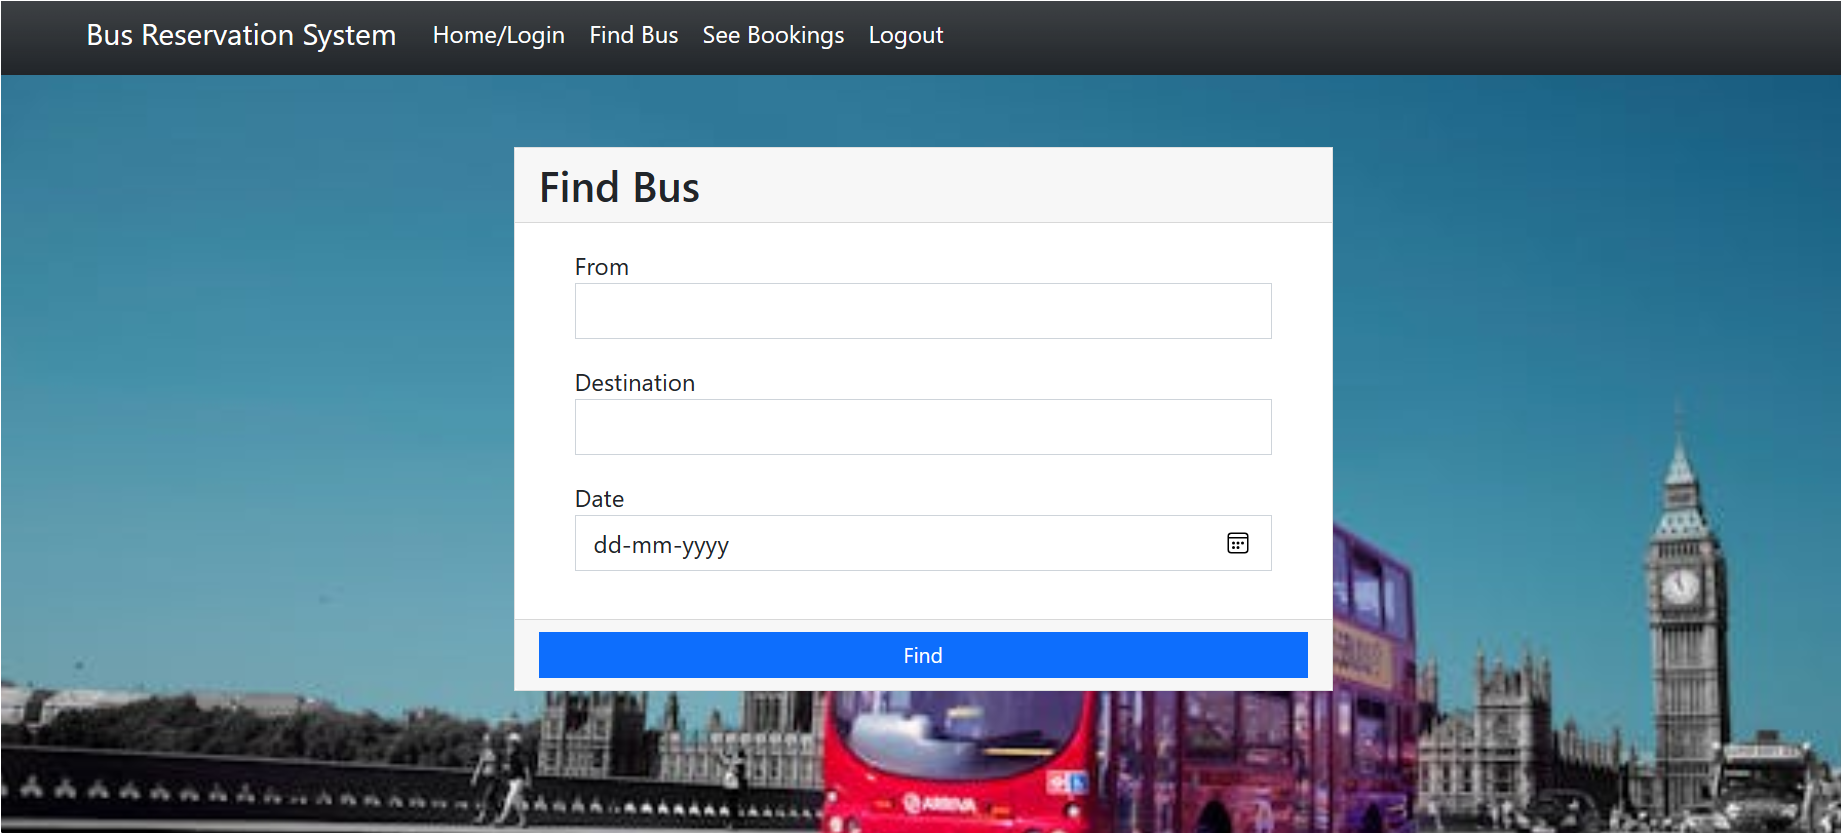 Bus Reservation System Home/Login Find Bus See Bookings Logout
Find Bus
From
Destination
Date
dd-mm-yyyy
Find
ARRIVA